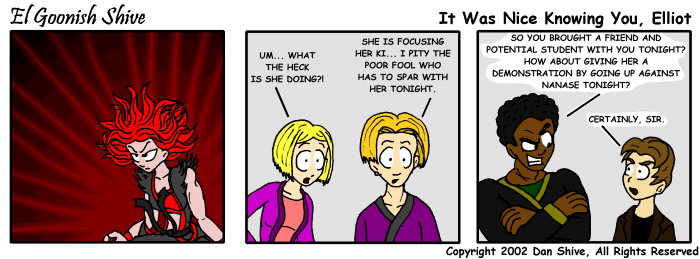 El Goonish Shive
It Was Nice Knowing You, Elliot
UM... WHAT
THE HECK
IS SHE DOING?!
SHE IS FOCUSING
HER KI... I PITY THE
POOR FOOL WHO
HAS TO SPAR WITH
HER TONIGHT.
SO YOU BROUGHT A FRIEND AND
POTENTIAL STUDENT WITH YOU TONIGHT?
HOW ABOUT GIVING HER A
DEMONSTRATION BY GOING UP AGAINST
NANASE TONIGHT?
CERTAINLY, SIR.
Copyright 2002 Dan Shive, All Rights Reserved